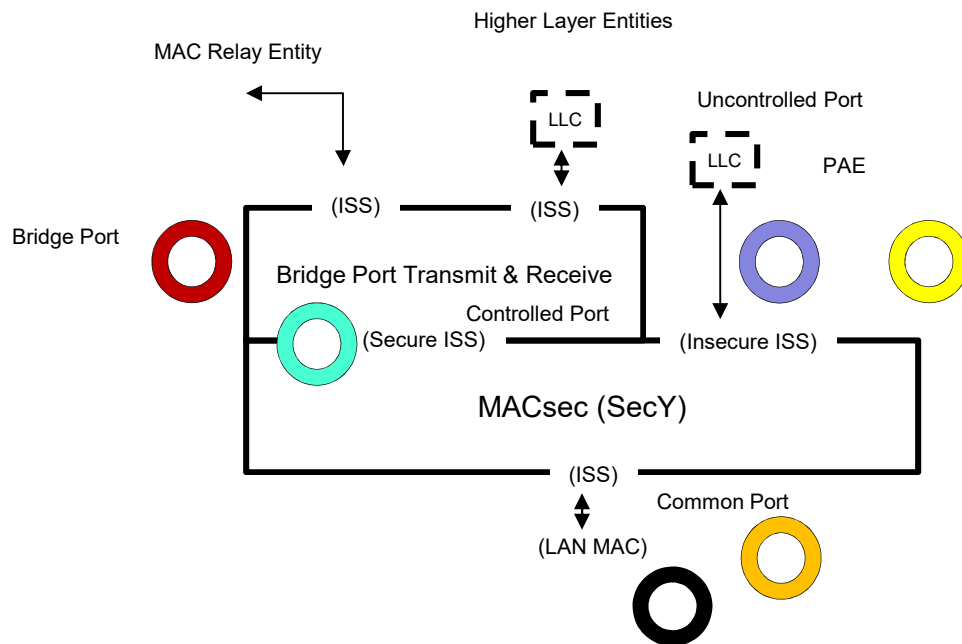 Higher Layer Entities
MAC Relay Entity
Uncontrolled Port
LLC
LLC
PAE
(ISS)
(ISS)
Bridge Port
Bridge Port Transmit & Receive
Controlled Port
(Secure ISS)
(Insecure ISS)
MACsec (SecY)
(ISS)
Common Port
(LAN MAC)